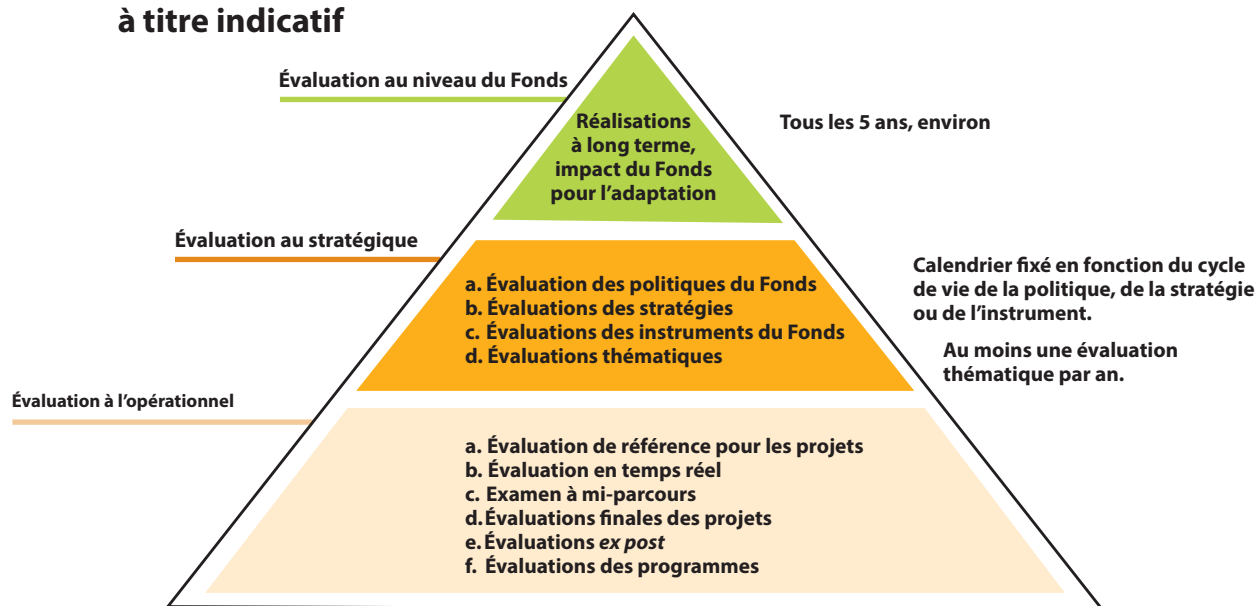 à titre indicatif
Évaluation au niveau du Fonds
Réalisations
à long terme,
impact du Fonds
pour l'adaptation
Tous les 5 ans, environ
Évaluation au stratégique
a. Évaluation des politiques du Fonds
b. Évaluations des stratégies
c. Évaluations des instruments du Fonds
d. Évaluations thématiques
Calendrier fixé en fonction du cycle
de vie de la politique, de la stratégie
ou de l'instrument.
Au moins une évaluation
thématique par an.
Évaluation à l'opérationnel
a. Évaluation de référence pour les projets
b. Évaluation en temps réel
c. Examen à mi-parcours
d. Évaluations finales des projets
e. Évaluations ex post
f. Évaluations des programmes